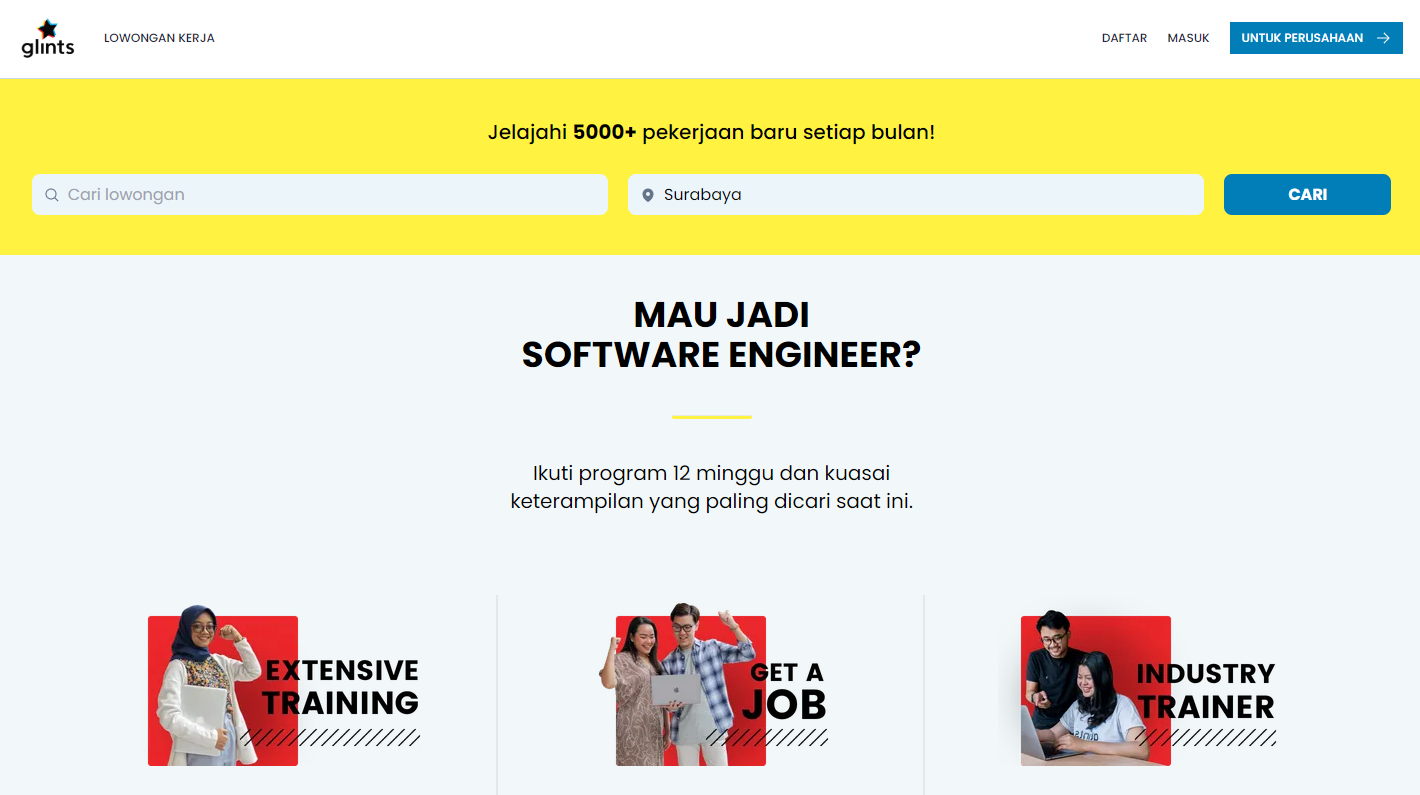 glints
LOWONGAN KERJA
DAFTAR
MASUK
UNTUK PERUSAHAAN
Jelajahi 5000+ pekerjaan baru setiap bulan!
Cari lowongan
Surabaya
CARI
MAU JADI
SOFTWARE ENGINEER?
Ikuti program 12 minggu dan kuasai
keterampilan yang paling dicari saat ini.
EXTENSIVE
TRAINING
GET A
JOB
INDUSTRY
TRAINER